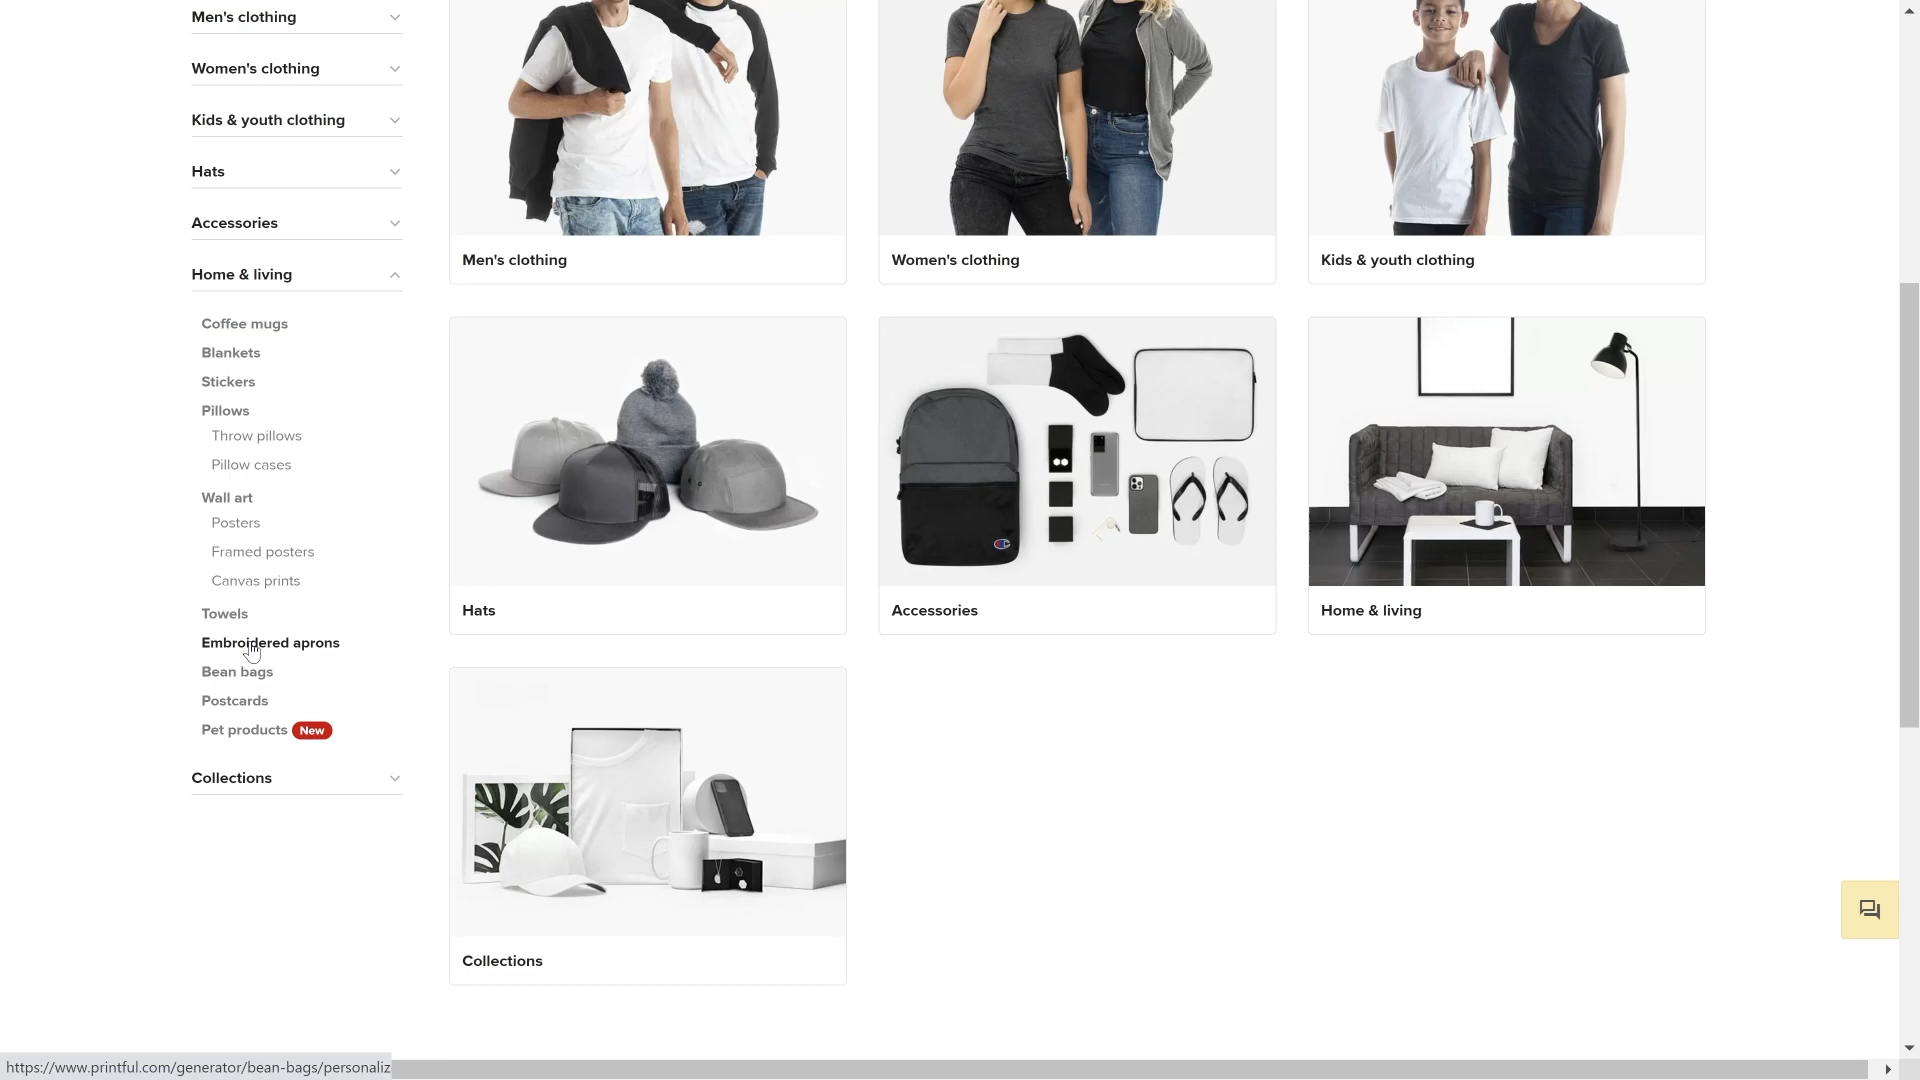 Men's clothing
Women's clothing
Kids & youth clothing
Hats
Accessories
Home & living
Coffee mugs
Blankets
Stickers
Pillows
Throw pillows
Pillow cases
Wall art
Posters
Framed posters
Canvas prints
Towels
Embroidered aprons
Bean bags
Postcards
Pet products New
Collections
Men's clothing
Women's clothing
Kids & youth clothing
Hats
Accessories
Home & living
Collections
https://www.printful.com/generator/bean-bags/personaliz